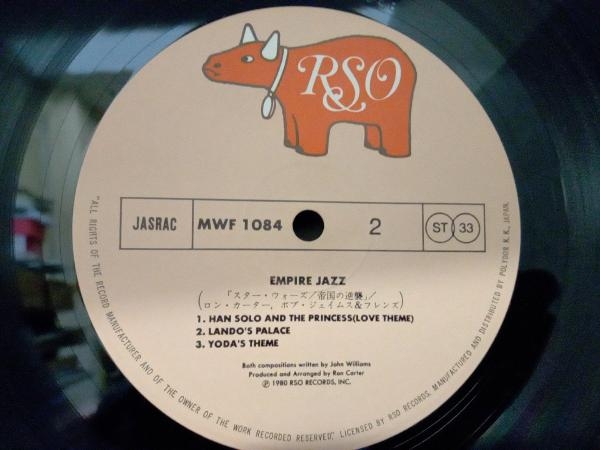 RSO
JASRAC
MWF 1084
2
ST 33
EMPIRE JAZZ
(「スター・ウォーズ/帝国の逆襲」/
ロン・カーター, ボブ・ジェイムス&フレンズ)
1. HAN SOLO AND THE PRINCESS(LOVE THEME)
2. LANDO'S PALACE
3. YODA'S THEME
Both compositions written by John Williams
Produced and Arranged by Ron Carter
℗ 1980 RSO RECORDS, INC.
"ALL RIGHTS OF THE RECORD MANUFACTURER AND OF THE OWNER OF THE WORK RECORDED RESERVED". LICENSED BY RSO RECORDS. MANUFACTURED AND DISTRIBUTED BY POLYDOR K. K., JAPAN.